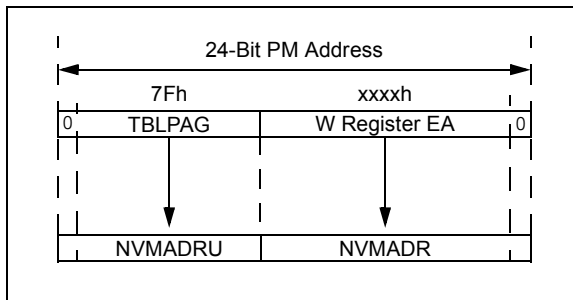 24-Bit PM Address
7Fh xxxxh
0 TBLPAG W Register EA 0
NVMADRU NVMADR